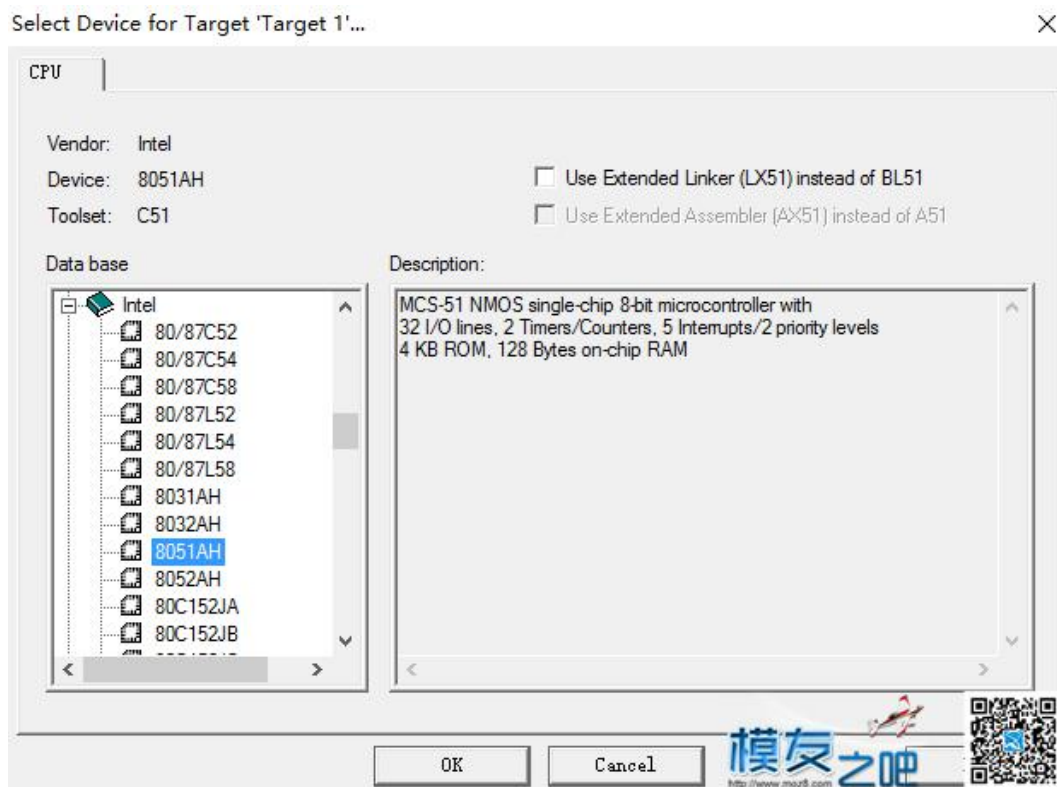 Select Device for Target 'Target 1'...
CPU
Vendor: Intel
Device: 8051AH
Toolset: C51
Use Extended Linker (LX51) instead of BL51
Use Extended Assembler (AX51) instead of A51
Data base
Intel
80/87C52
80/87C54
80/87C58
80/87L52
80/87L54
80/87L58
8031AH
8032AH
8051AH
8052AH
80C152JA
80C152JB
Description:
MCS-51 NMOS single-chip 8-bit microcontroller with
32 I/O lines, 2 Timers/Counters, 5 Interrupts/2 priority levels
4 KB ROM, 128 Bytes on-chip RAM
OK
Cancel
模友之吧
http://www.moz8.com